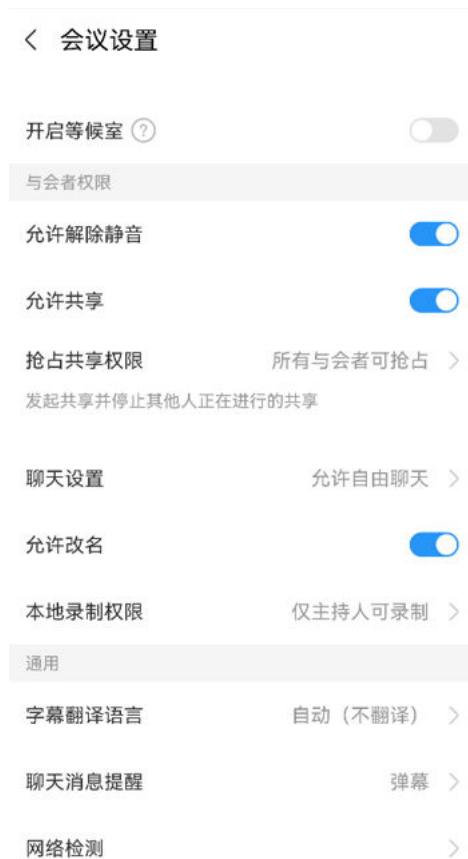 会议设置
开启等候室 ?
与会者权限
允许解除静音
允许共享
抢占共享权限 所有与会者可抢占
发起共享并停止其他人正在进行的共享
聊天设置 允许自由聊天
允许改名
本地录制权限 仅主持人可录制
通用
字幕翻译语言 自动（不翻译）
聊天消息提醒 弹幕
网络检测